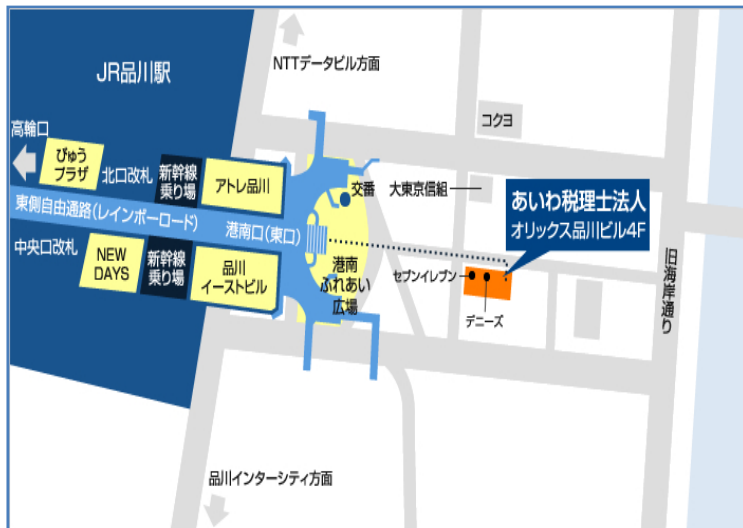 NTTデータビル方面
JR品川駅
コクヨ
高輪口
びゅう
プラザ
北口改札
新幹線
乗り場
アトレ品川
交番
大東京信組
あいわ税理士法人
オリックス品川ビル4F
東側自由通路(レインボーロード)
港南口(東口)
中央口改札
NEW
DAYS
新幹線
乗り場
品川
イーストビル
港南
ふれあい
広場
セブンイレブン
デニーズ
旧海岸通り
品川インターシティ方面